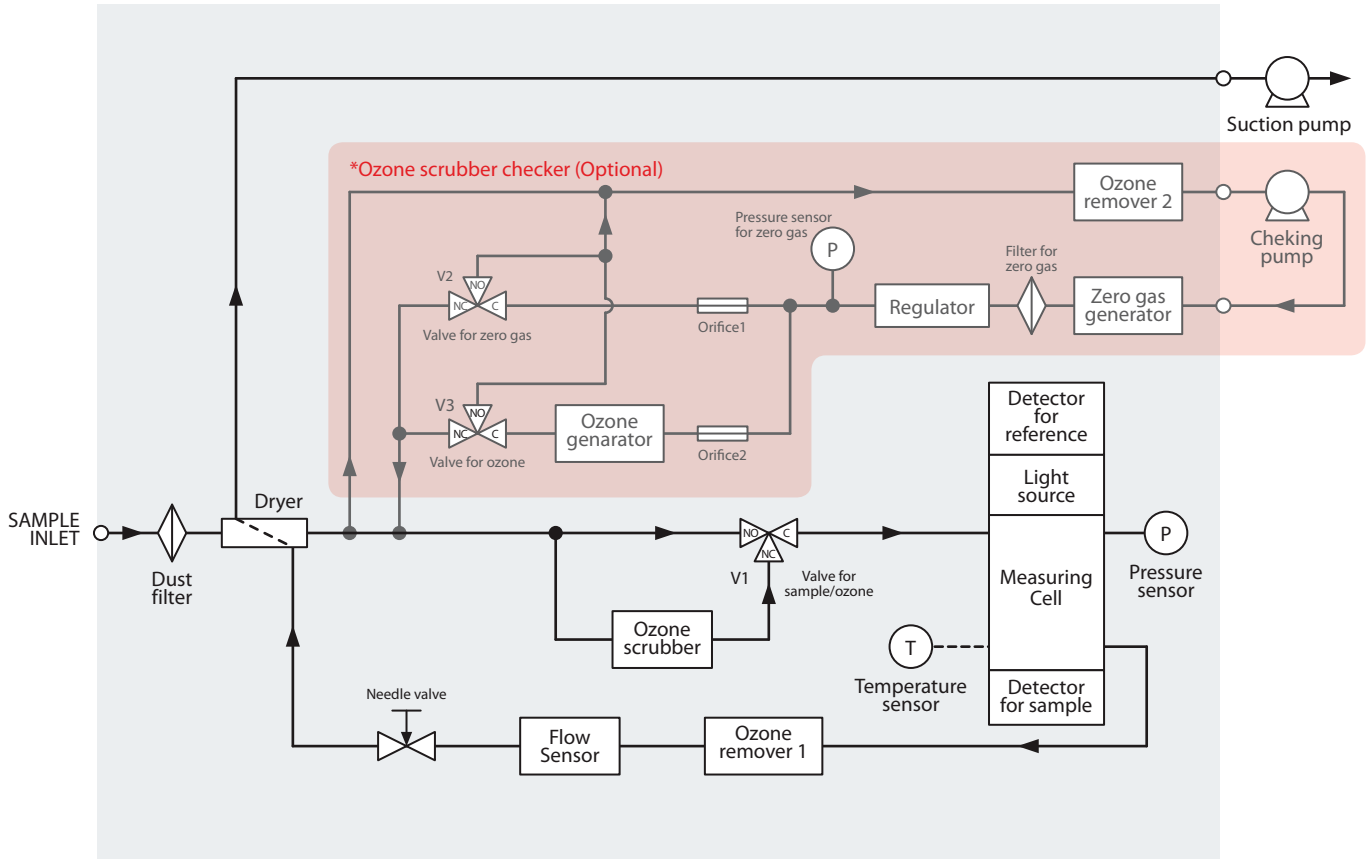 Suction pump
*Ozone scrubber checker (Optional)
Ozone
remover 2
Cheking
pump
Pressure sensor
for zero gas
P
Filter for
zero gas
V2
NO
NC
C
Valve for zero gas
Orifice1
Regulator
Zero gas
generator
V3
NO
NC
C
Valve for ozone
Ozone
genarator
Orifice2
Detector
for
reference
Light
source
SAMPLE
INLET
Dust
filter
Dryer
NO
C
NC
V1
Valve for
sample/ozone
Measuring
Cell
P
Pressure
sensor
Ozone
scrubber
T
Temperature
sensor
Detector
for sample
Needle valve
Flow
Sensor
Ozone
remover 1